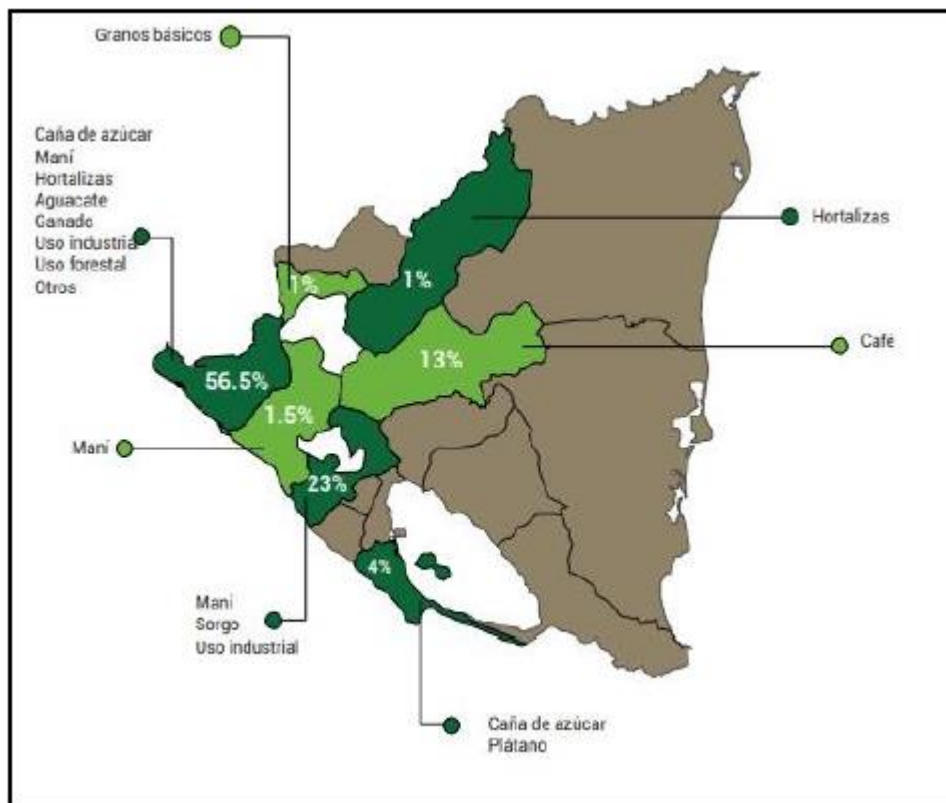 Granos básicos
Caña de azúcar
Maní
Hortalizas
Aguacate
Ganado
Uso industrial
Uso forestal
Otros
Hortalizas
1%
1%
Café
13%
56.5%
1.5%
Maní
23%
4%
Maní
Sorgo
Uso industrial
Caña de azúcar
Plátano